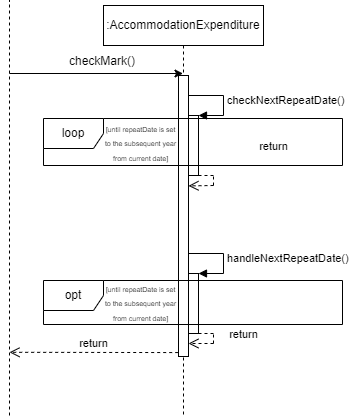 :AccommodationExpenditure
checkMark()
checkNextRepeatDate()
loop
[until repeatDate is set
to the subsequent year
from current date]
return
handleNextRepeatDate()
opt
[until repeatDate is set
to the subsequent year
from current date]
return
return